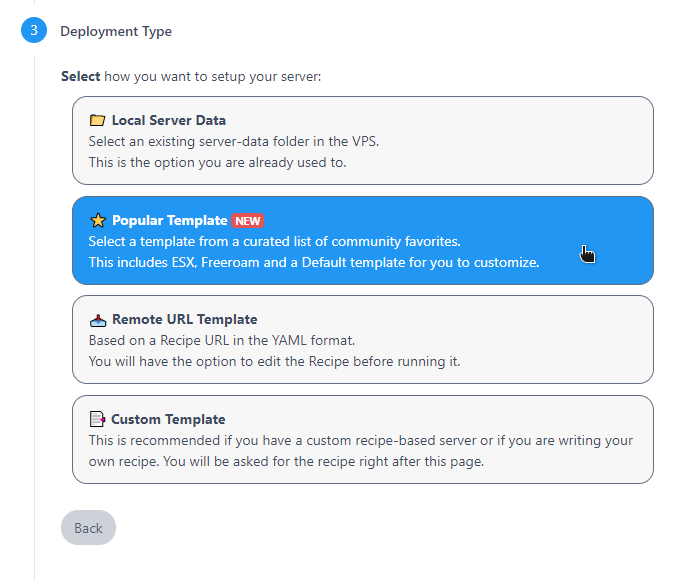 3 Deployment Type
Select how you want to setup your server:
Local Server Data
Select an existing server-data folder in the VPS.
This is the option you are already used to.
Popular Template NEW
Select a template from a curated list of community favorites.
This includes ESX, Freeroam and a Default template for you to customize.
Remote URL Template
Based on a Recipe URL in the YAML format.
You will have the option to edit the Recipe before running it.
Custom Template
This is recommended if you have a custom recipe-based server or if you are writing your
own recipe. You will be asked for the recipe right after this page.
Back